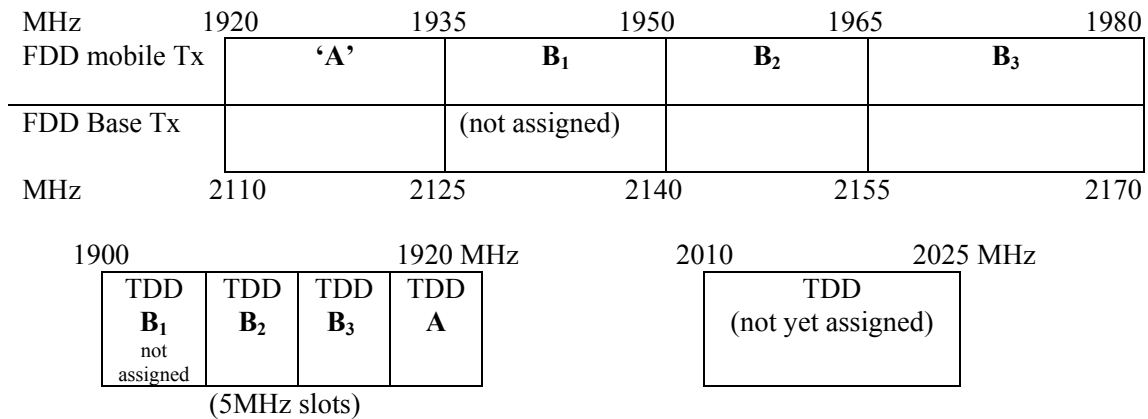 MHz 1920 1935 1950 1965 1980
FDD mobile Tx ‘A’ B₁ B₂ B₃
FDD Base Tx (not assigned)
MHz 2110 2125 2140 2155 2170
1900 1920 MHz 2010 2025 MHz
TDD TDD TDD TDD TDD
B₁ B₂ B₃ A (not yet assigned)
not
assigned
(5MHz slots)